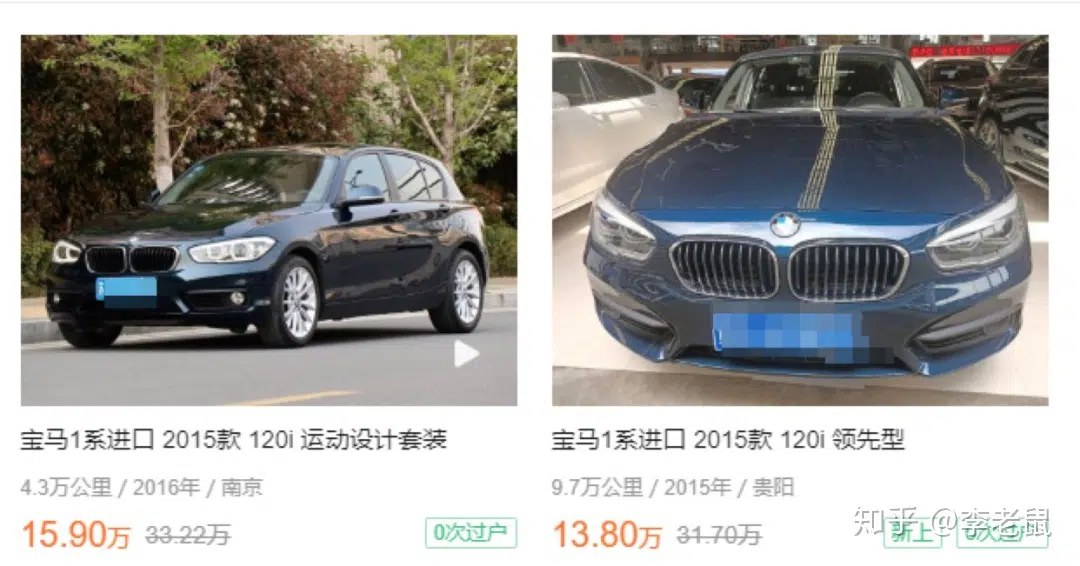 宝马1系进口 2015款 120i 运动设计套装
4.3万公里 / 2016年 / 南京
15.90万 33.22万 0次过户
宝马1系进口 2015款 120i 领先型
9.7万公里 / 2015年 / 贵阳
13.80万 31.70万 新上 0次过户
知乎 @李老鼠